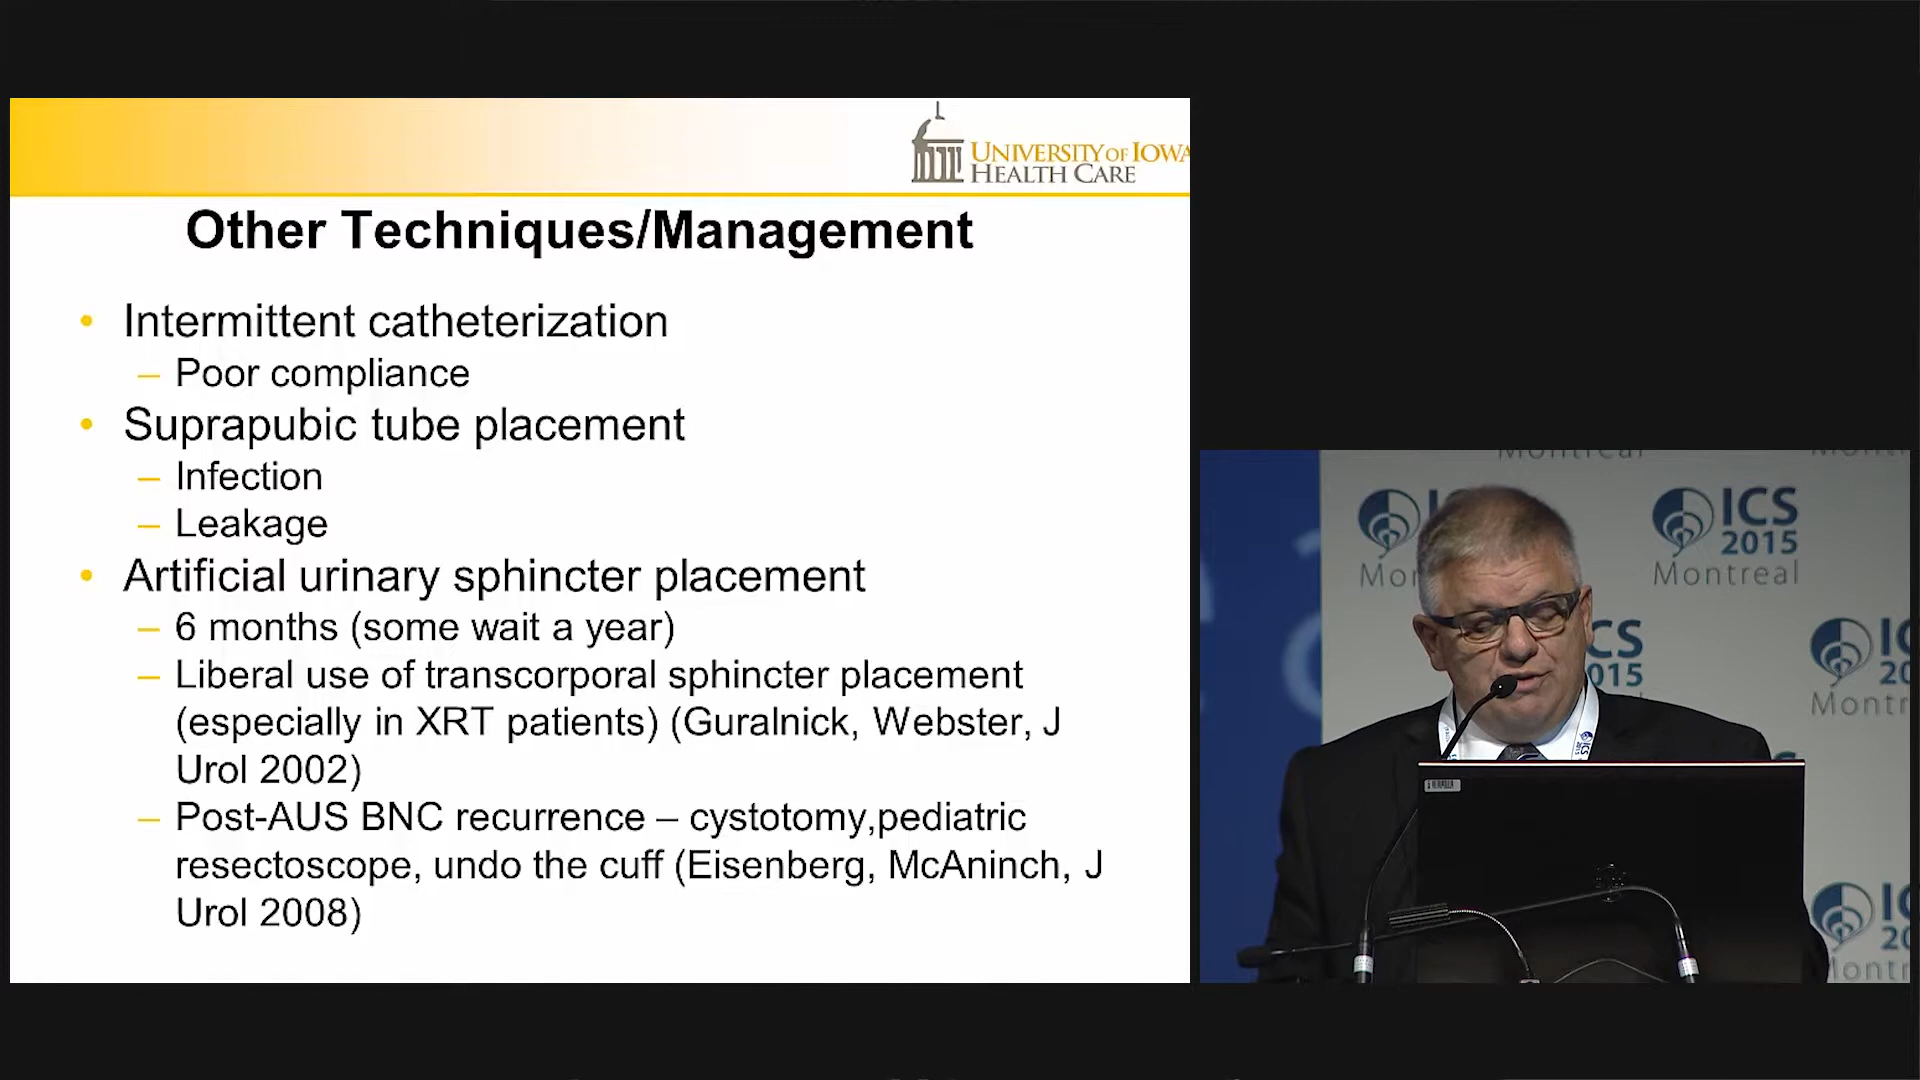 UNIVERSITY OF IOWA
HEALTH CARE
Other Techniques/Management
• Intermittent catheterization
– Poor compliance
• Suprapubic tube placement
– Infection
– Leakage
• Artificial urinary sphincter placement
– 6 months (some wait a year)
– Liberal use of transcorporal sphincter placement
(especially in XRT patients) (Guralnick, Webster, J
Urol 2002)
– Post-AUS BNC recurrence – cystotomy,pediatric
resectoscope, undo the cuff (Eisenberg, McAninch, J
Urol 2008)
Montreal
ICS
2015
Montreal
ICS